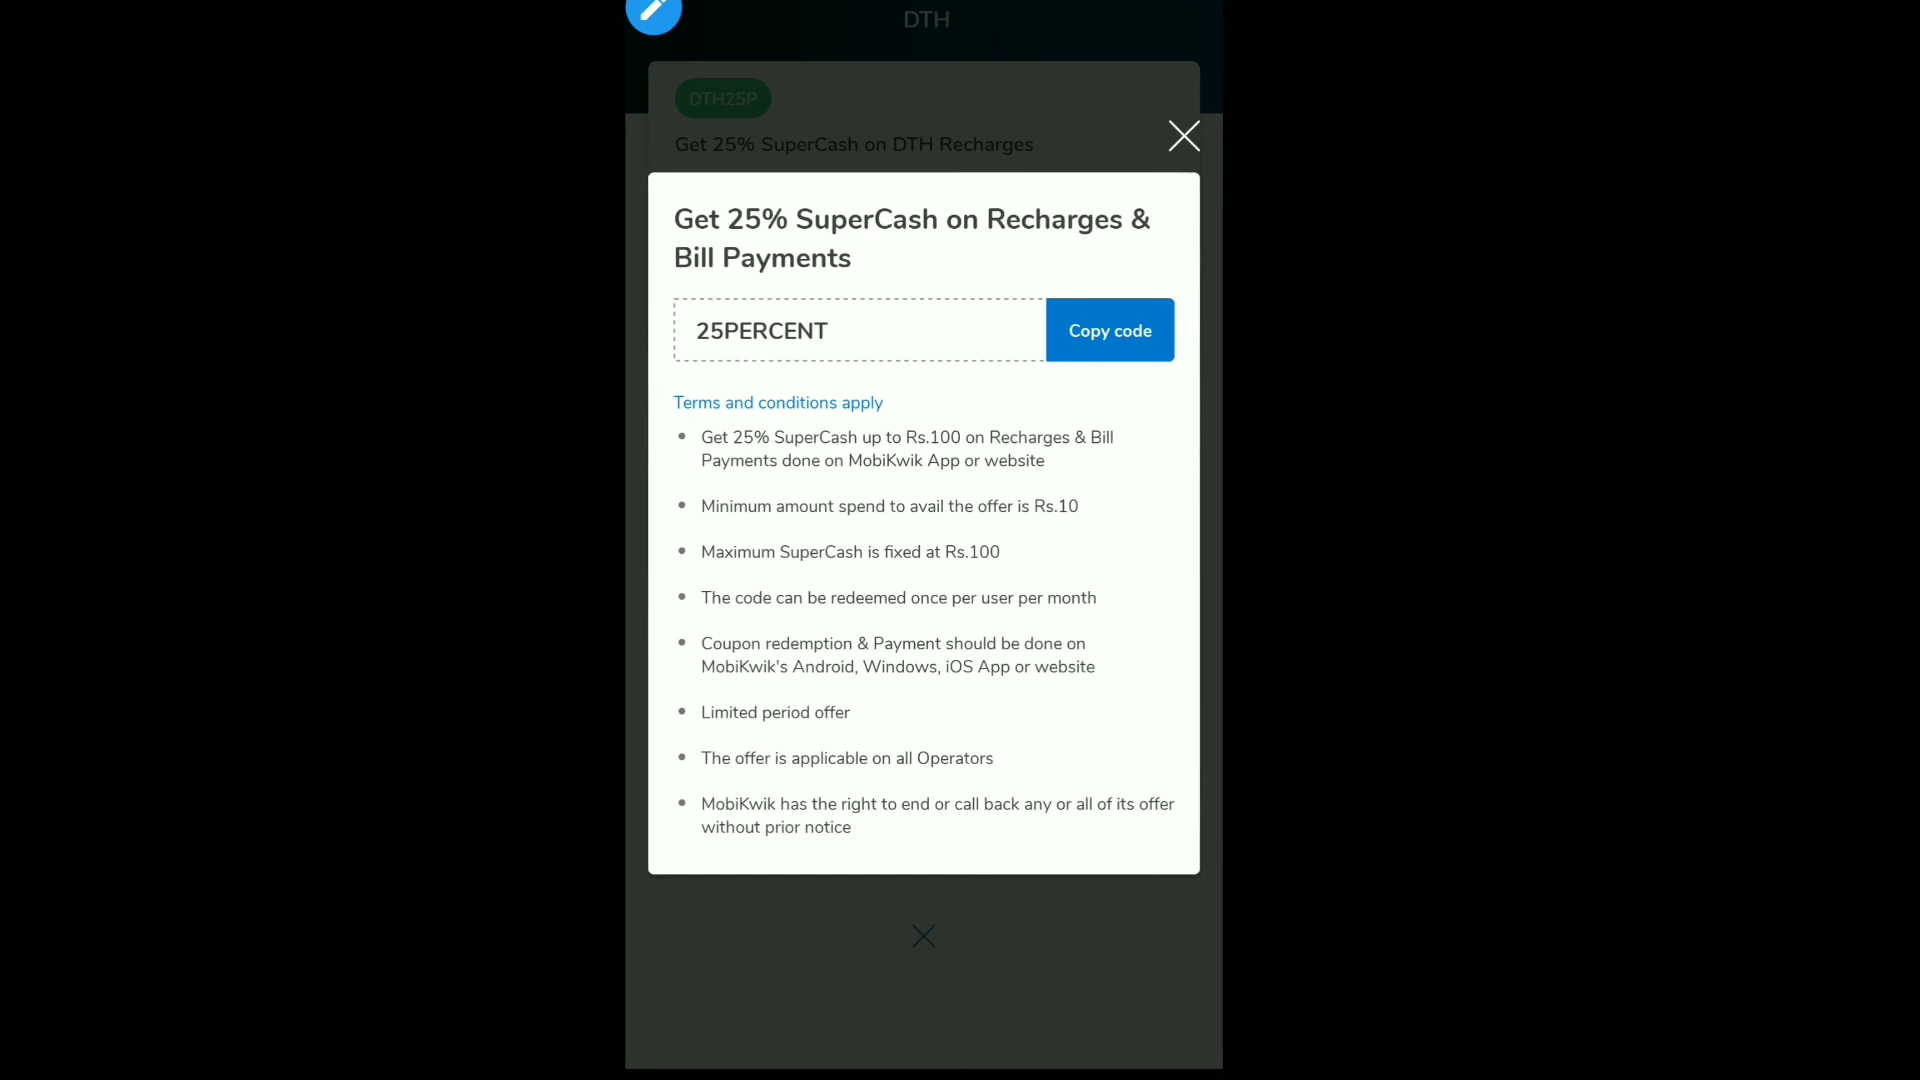 DTH
DTH25P
Get 25% SuperCash on DTH Recharges
Get 25% SuperCash on Recharges &
Bill Payments
25PERCENT
Copy code
Terms and conditions apply
Get 25% SuperCash up to Rs.100 on Recharges & Bill
Payments done on MobiKwik App or website
Minimum amount spend to avail the offer is Rs.10
Maximum SuperCash is fixed at Rs.100
The code can be redeemed once per user per month
Coupon redemption & Payment should be done on
MobiKwik's Android, Windows, iOS App or website
Limited period offer
The offer is applicable on all Operators
MobiKwik has the right to end or call back any or all of its offer
without prior notice